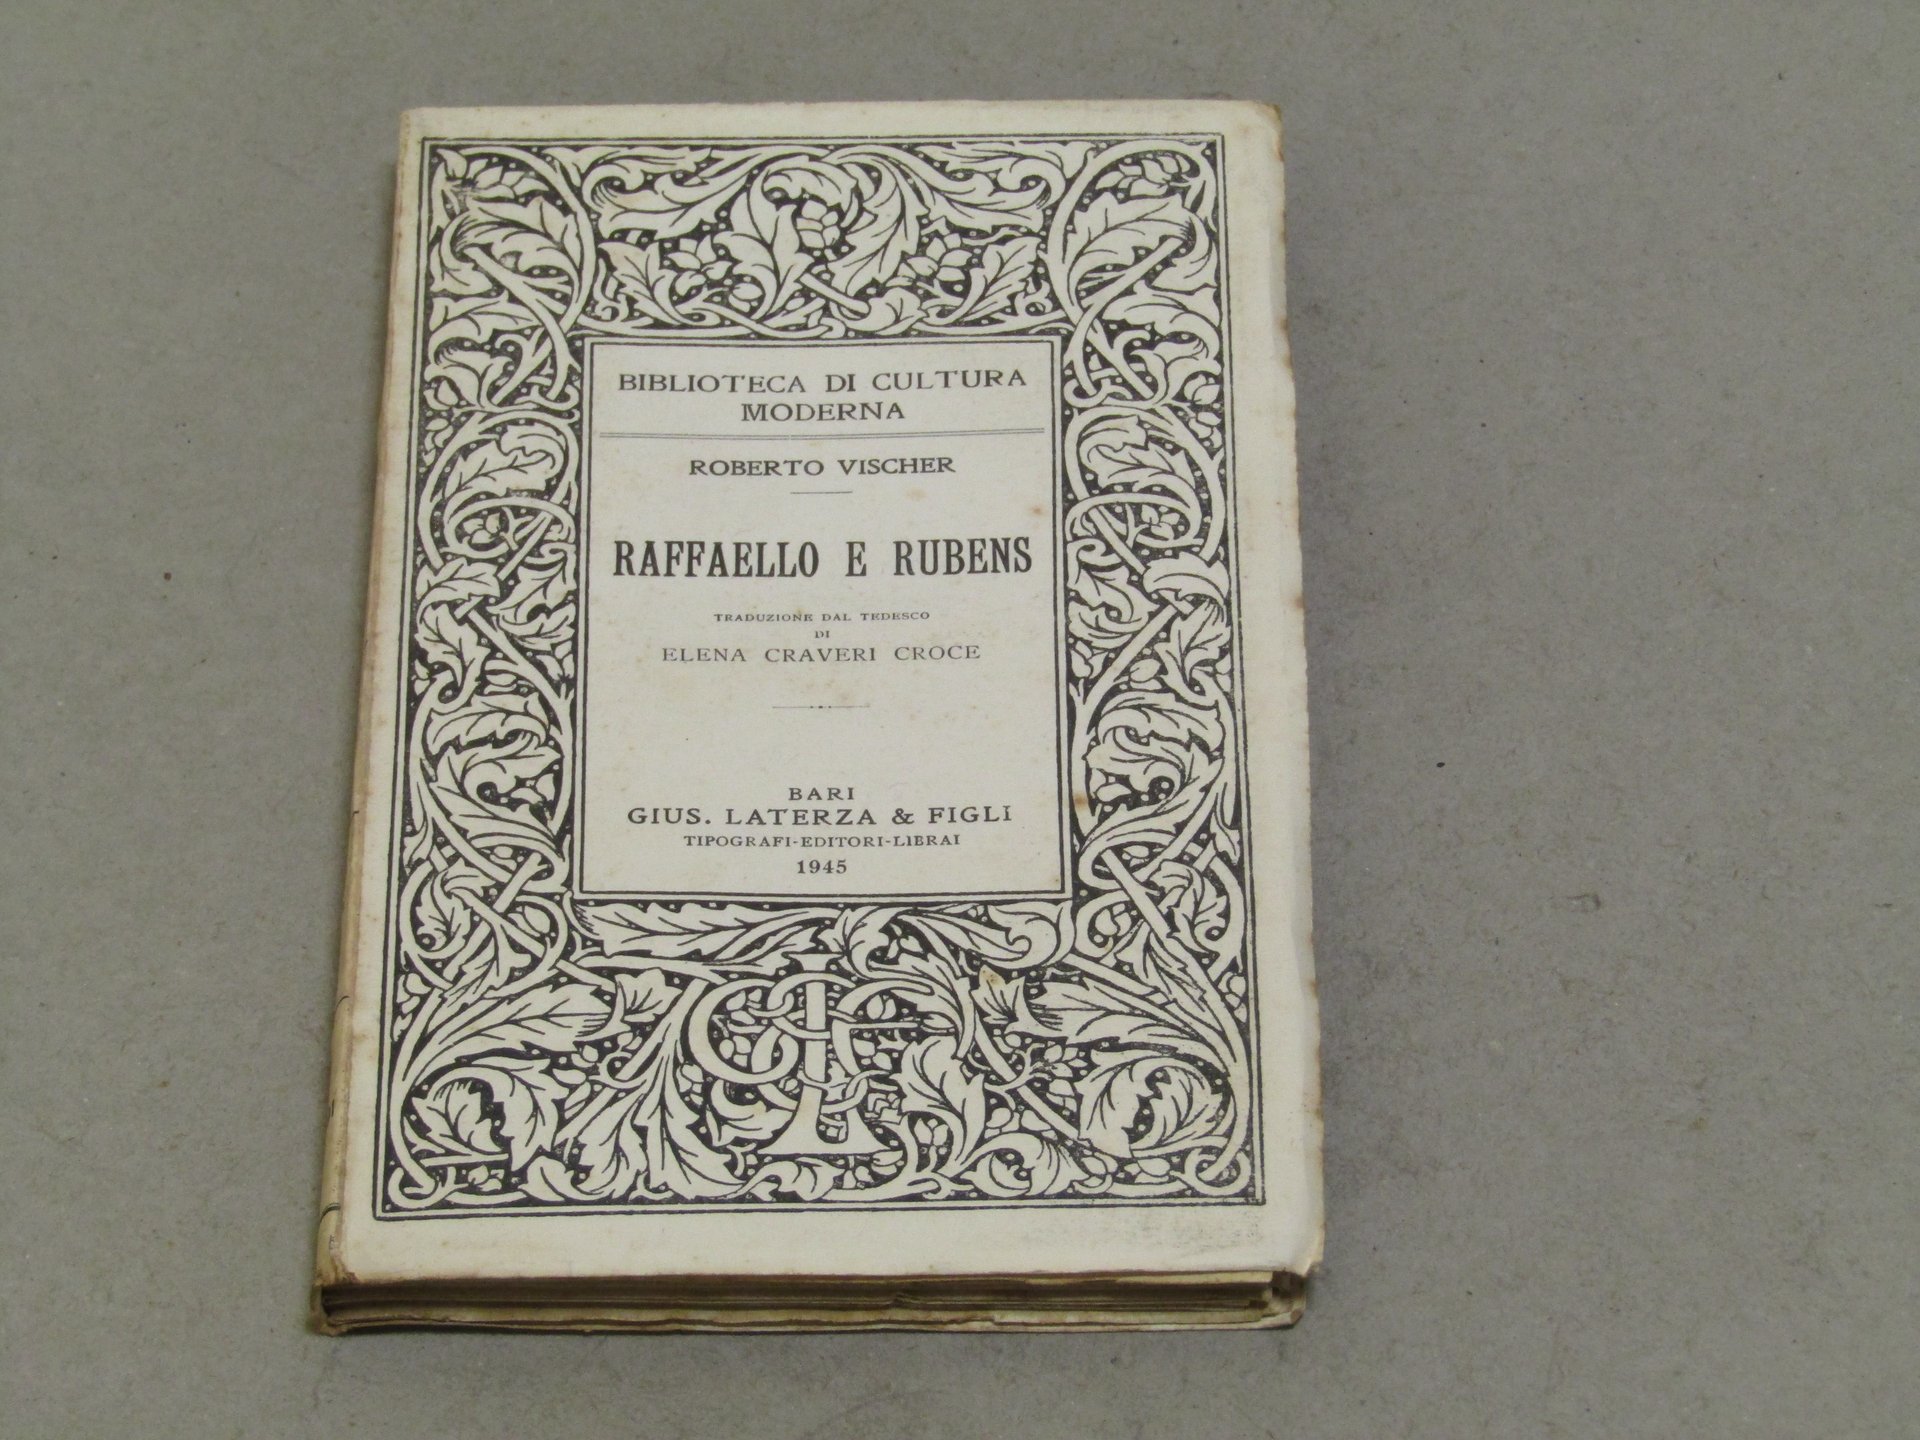 BIBLIOTECA DI CULTURA
MODERNA
ROBERTO VISCHER
RAFFAELLO E RUBENS
TRADUZIONE DAL TEDESCO
DI
ELENA CRAVERI CROCE
BARI
GIUS. LATERZA & FIGLI
TIPOGRAFI-EDITORI-LIBRAI
1945